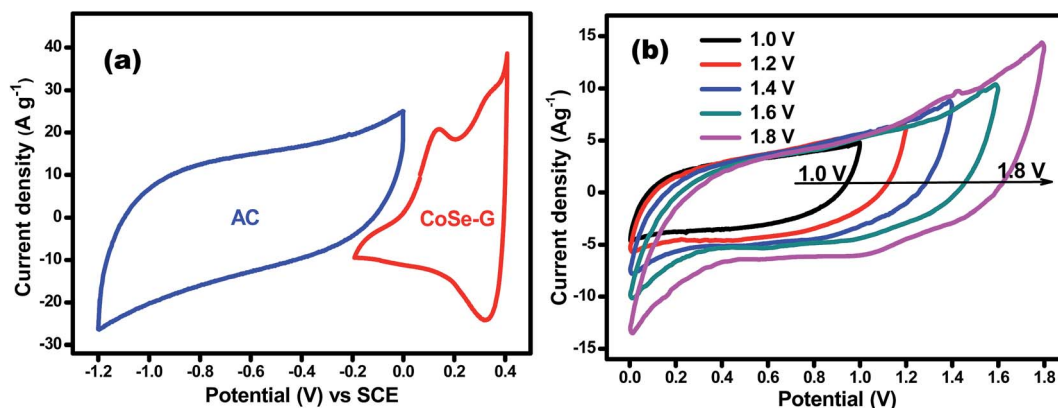 (a)
Current density (A g⁻¹)
40
30
20
10
0
-10
-20
-30
AC
CoSe-G
-1.2 -1.0 -0.8 -0.6 -0.4 -0.2 0.0 0.2 0.4
Potential (V) vs SCE
(b)
Current density (Ag⁻¹)
15
10
5
0
-5
-10
-15
1.0 V
1.2 V
1.4 V
1.6 V
1.8 V
1.0 V
1.8 V
0.0 0.2 0.4 0.6 0.8 1.0 1.2 1.4 1.6 1.8
Potential (V)